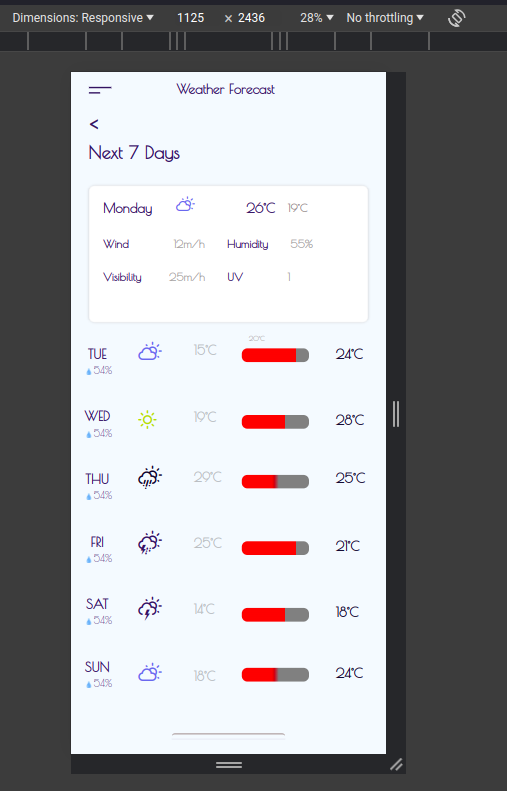 Dimensions: Responsive 1125 × 2436 28% No throttling
Weather Forecast
<
Next 7 Days
Monday 26°C 19°C
Wind 12m/h Humidity 55%
Visibility 25m/h UV 1
20°C
TUE 15°C 24°C
54%
WED 19°C 28°C
54%
THU 29°C 25°C
54%
FRI 25°C 21°C
54%
SAT 14°C 18°C
54%
SUN 18°C 24°C
54%